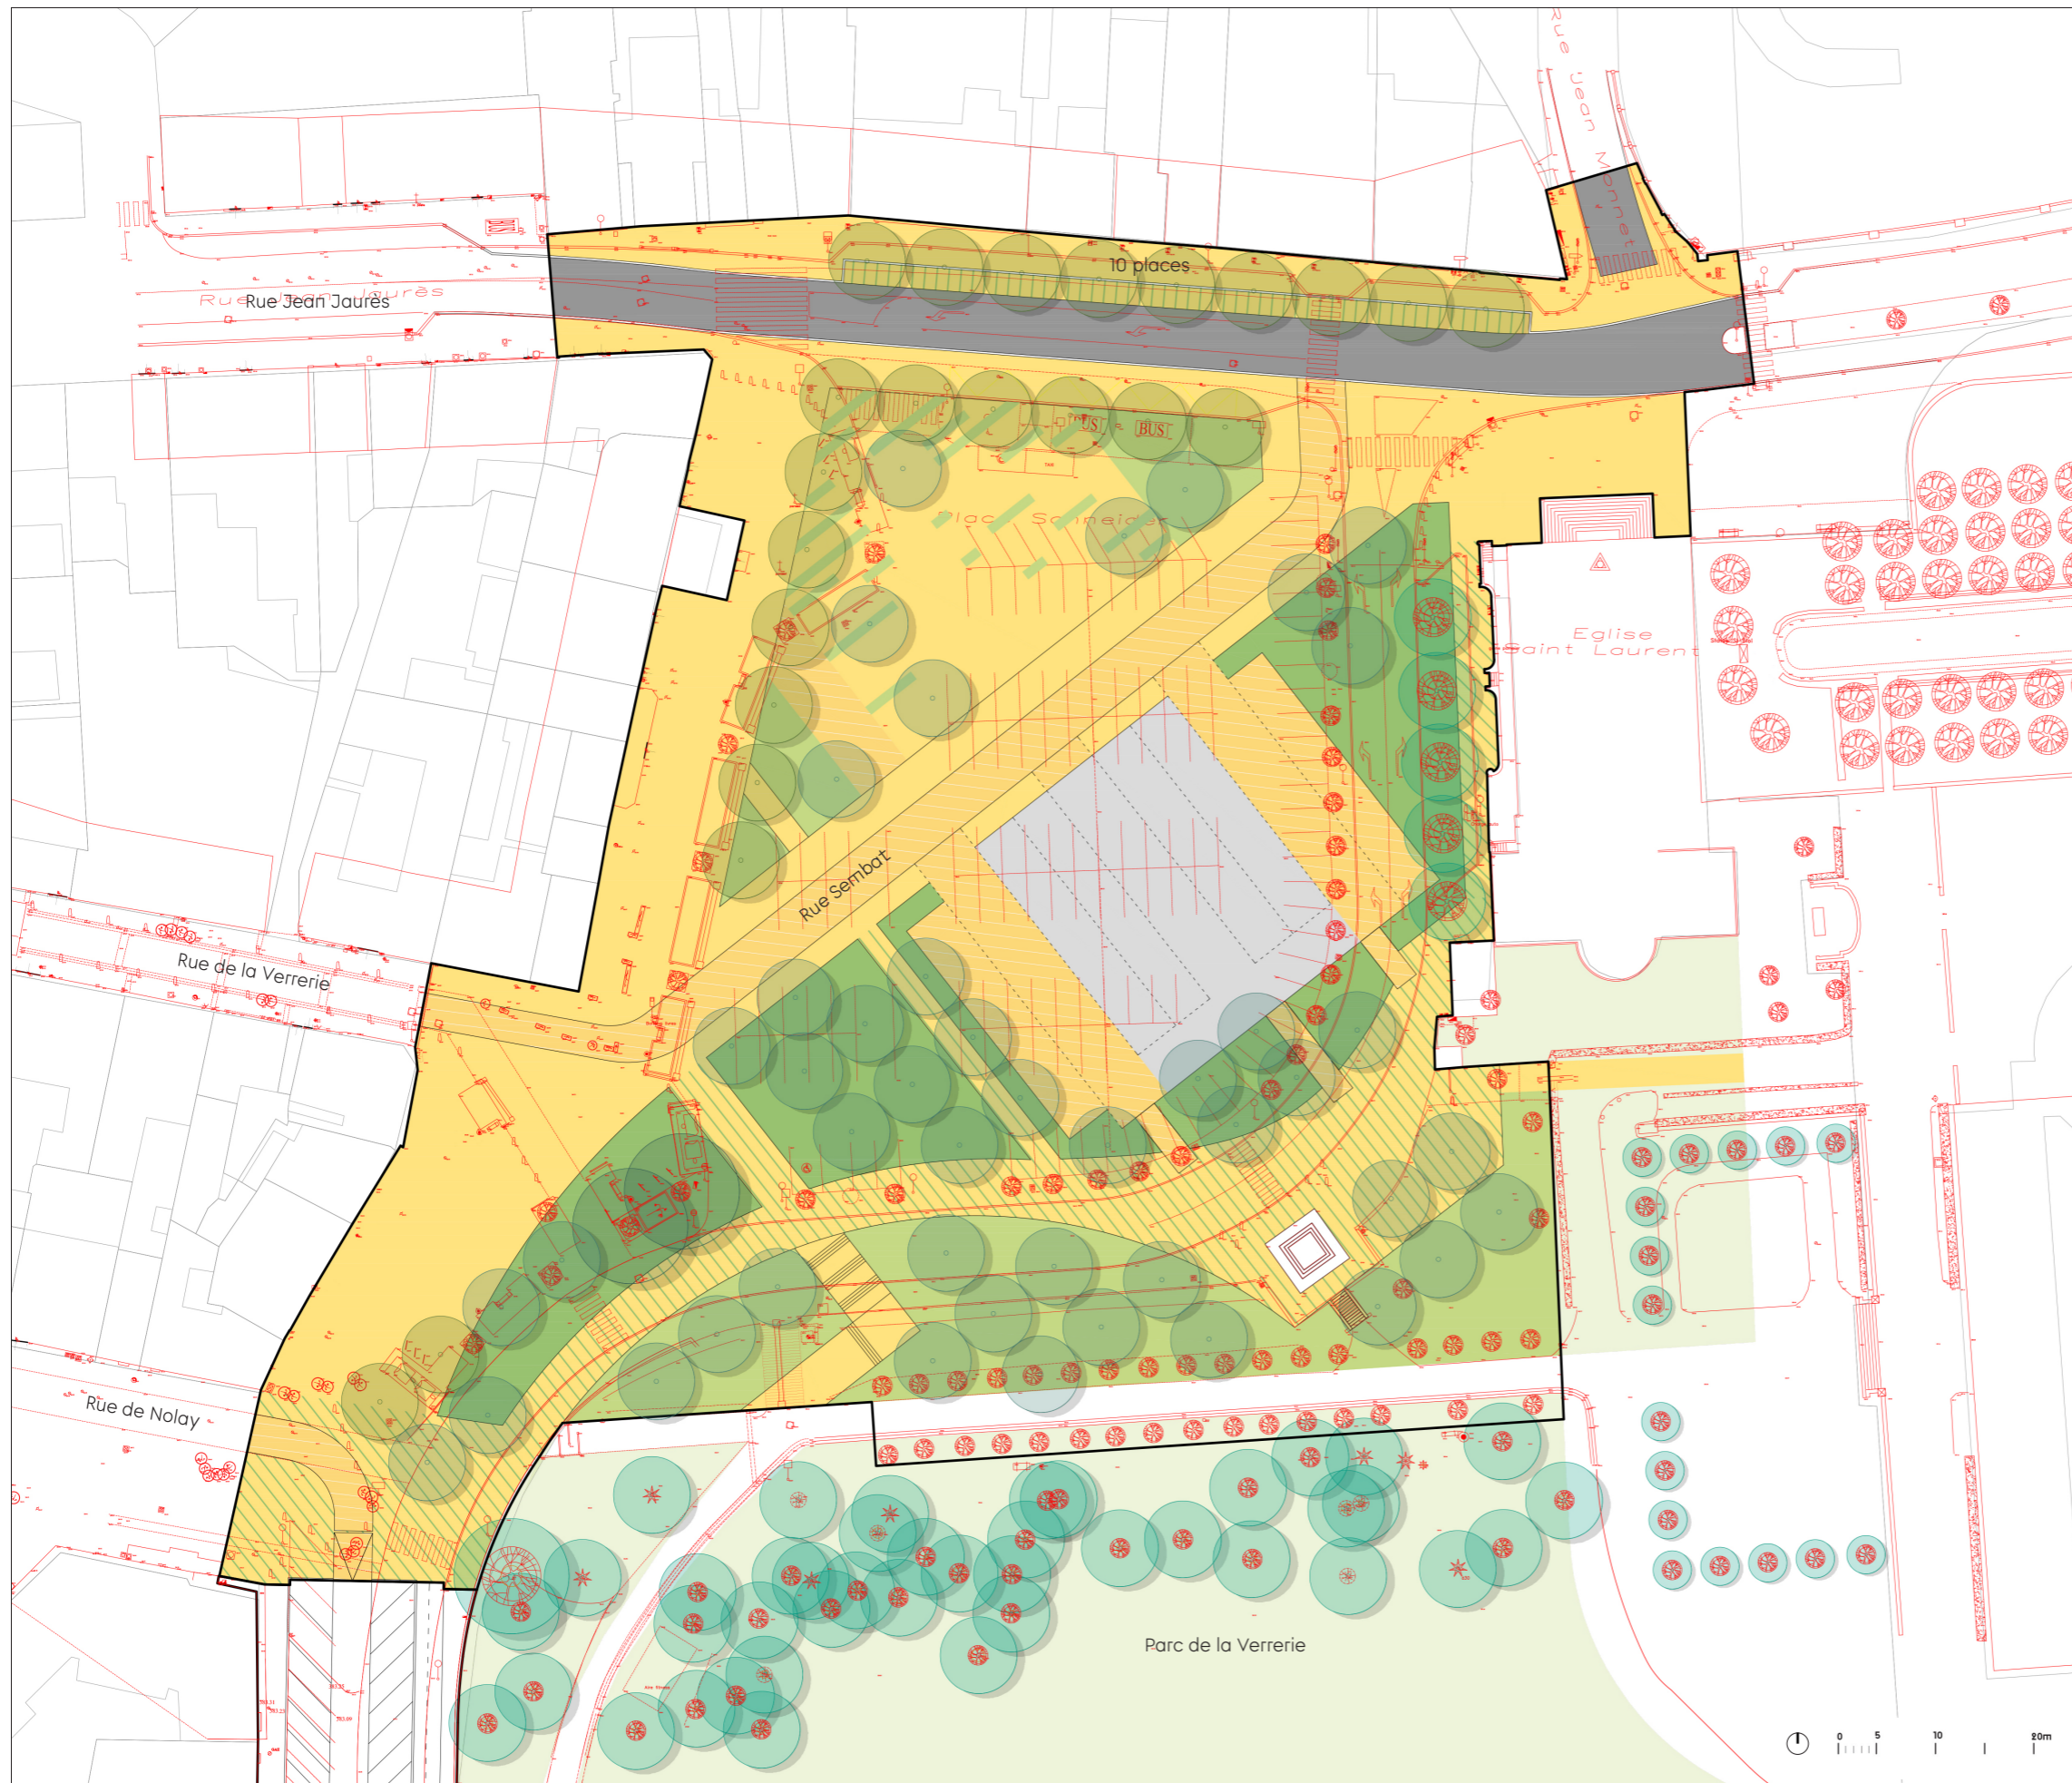 Rue Jean Monnet
10 places
Rue Jean Jaurès
Rue Jean Jaurès
BUS
BUS
TAXI
Place Schneider
Eglise
Saint Laurent
Rue Sembat
Rue de la Verrerie
Rue de Nolay
Parc de la Verrerie
0 5 10 20m